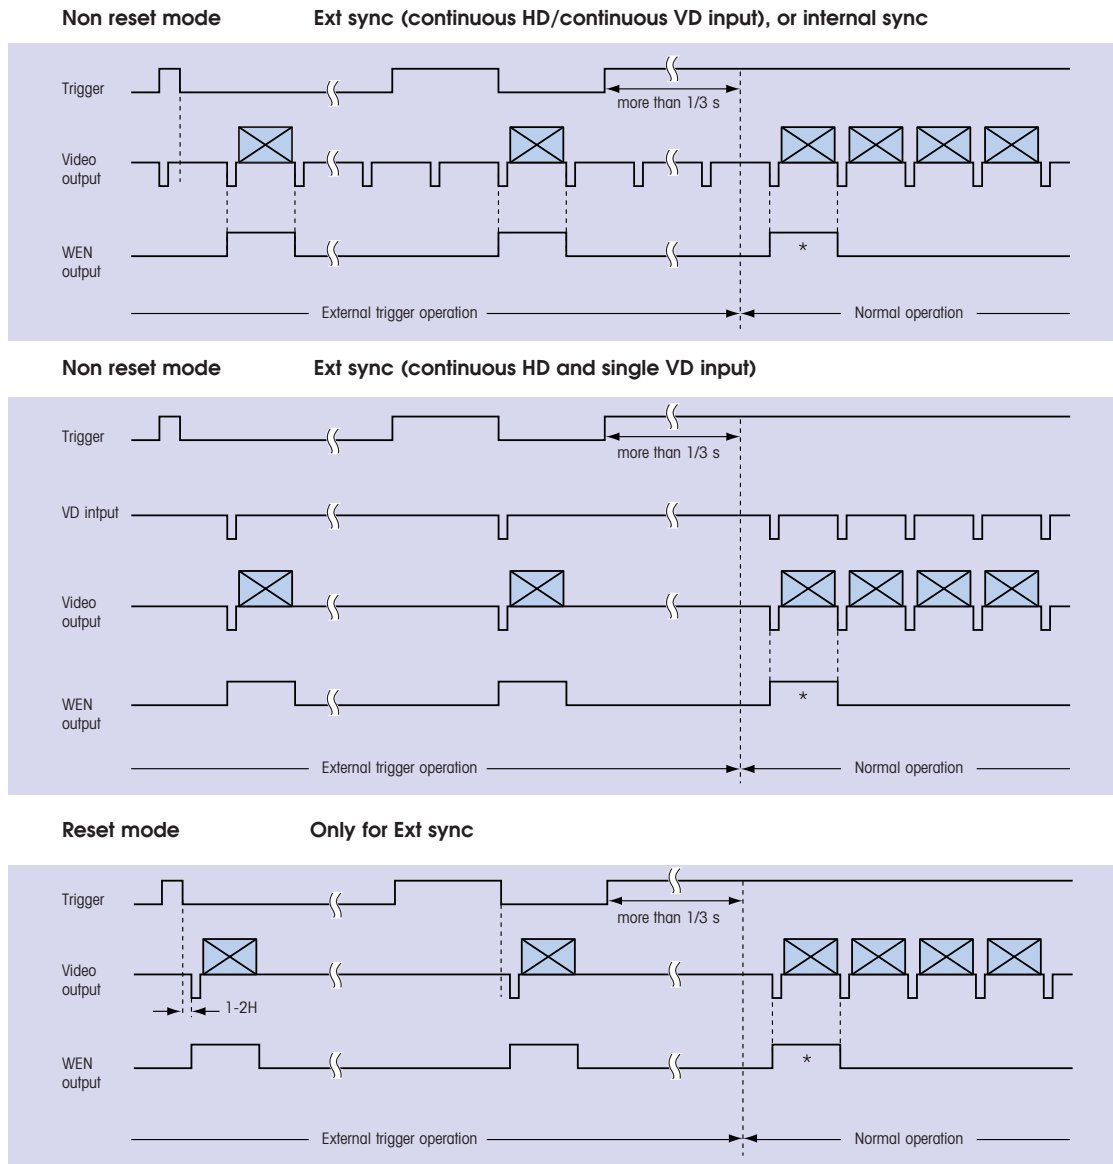 Non reset mode Ext sync (continuous HD/continuous VD input), or internal sync
Trigger
more than 1/3 s
Video
output
WEN
output
*
External trigger operation Normal operation
Non reset mode Ext sync (continuous HD and single VD input)
Trigger
more than 1/3 s
VD intput
Video
output
WEN
output
*
External trigger operation Normal operation
Reset mode Only for Ext sync
Trigger
more than 1/3 s
Video
output
1-2H
WEN
output
*
External trigger operation Normal operation